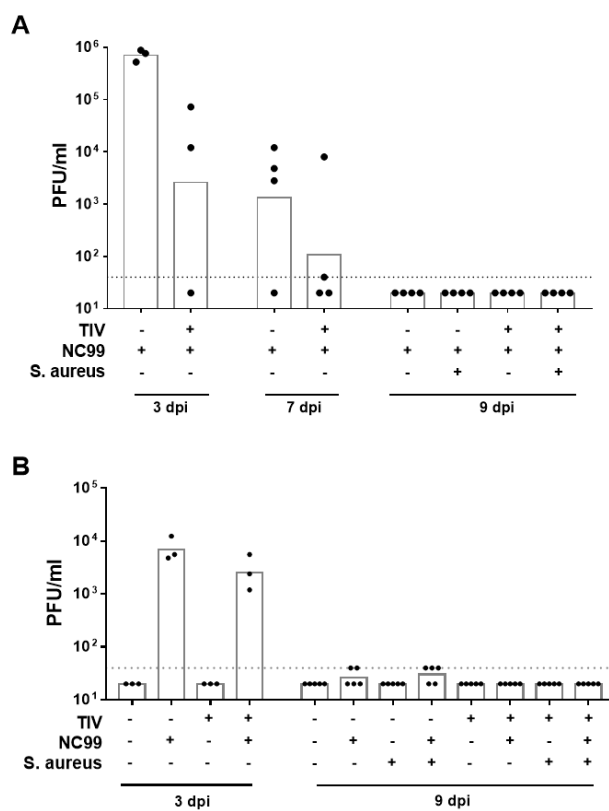 A
PFU/ml
10⁶
10⁵
10⁴
10³
10²
10¹
TIV - + - + - - + +
NC99 + + + + + + + +
S. aureus - - - - - + - +
3 dpi 7 dpi 9 dpi
B
PFU/ml
10⁵
10⁴
10³
10²
10¹
TIV - - + + - - - - + + + +
NC99 - + - + - + - + - + - +
S. aureus - - - - - - + + - - + +
3 dpi 9 dpi